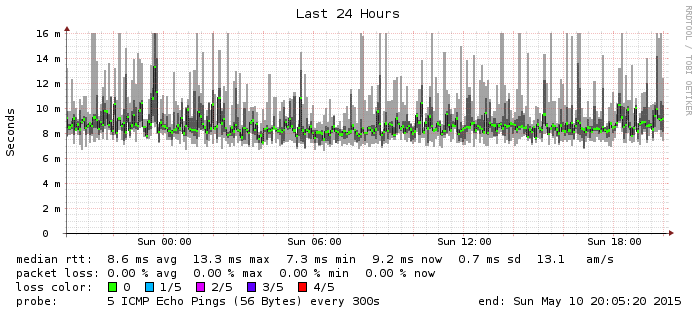 Last 24 Hours
RRDTOOL / TOBI OETIKER
Seconds
16 m
14 m
12 m
10 m
8 m
6 m
4 m
2 m
0
Sun 00:00 Sun 06:00 Sun 12:00 Sun 18:00
median rtt: 8.6 ms avg 13.3 ms max 7.3 ms min 9.2 ms now 0.7 ms sd 13.1 am/s
packet loss: 0.00 % avg 0.00 % max 0.00 % min 0.00 % now
loss color: 0 1/5 2/5 3/5 4/5
probe: 5 ICMP Echo Pings (56 Bytes) every 300s end: Sun May 10 20:05:20 2015